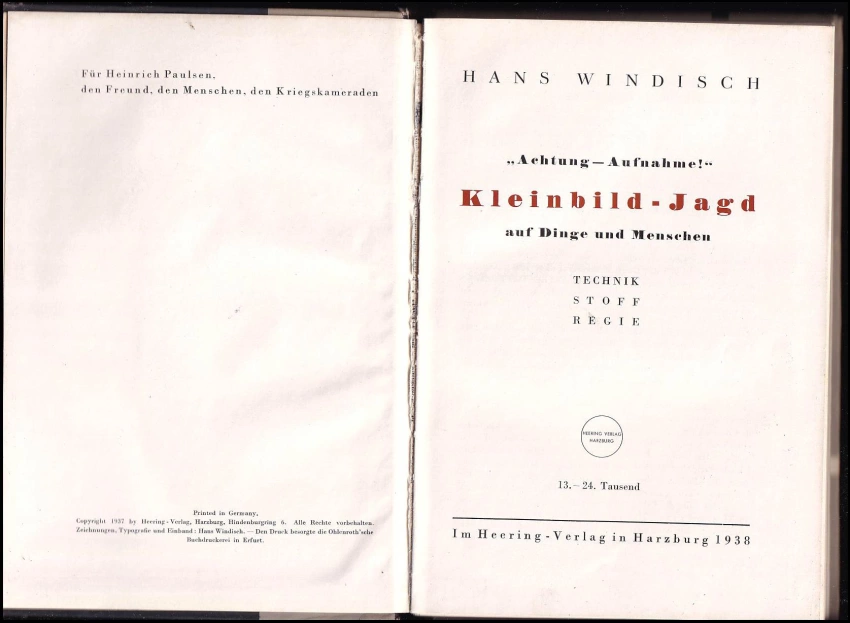 Für Heinrich Paulsen,
den Freund, den Menschen, den Kriegskameraden
Printed in Germany,
Copyright 1937 by Heering-Verlag, Harzburg, Hindenburgring 6. Alle Rechte vorbehalten.
Zeichnungen, Typografie und Einband: Hans Windisch. — Den Druck besorgte die Ohlenroth'sche
Buchdruckerei in Erfurt.
HANS WINDISCH
„Achtung — Aufnahme!“
Kleinbild-Jagd
auf Dinge und Menschen
TECHNIK
STOFF
REGIE
HEERING VERLAG
HARZBURG
13.–24. Tausend
Im Heering-Verlag in Harzburg 1938